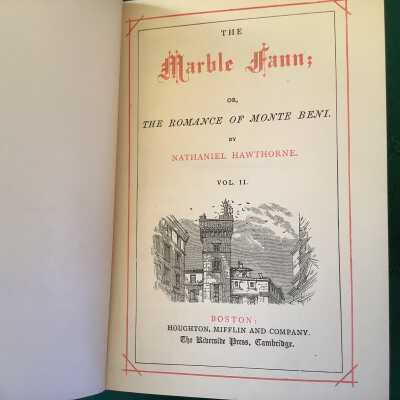 THE
Marble Faun;
OR,
THE ROMANCE OF MONTE BENI.
BY
NATHANIEL HAWTHORNE.
VOL. II.
BOSTON:
HOUGHTON, MIFFLIN AND COMPANY.
The Riverside Press, Cambridge.